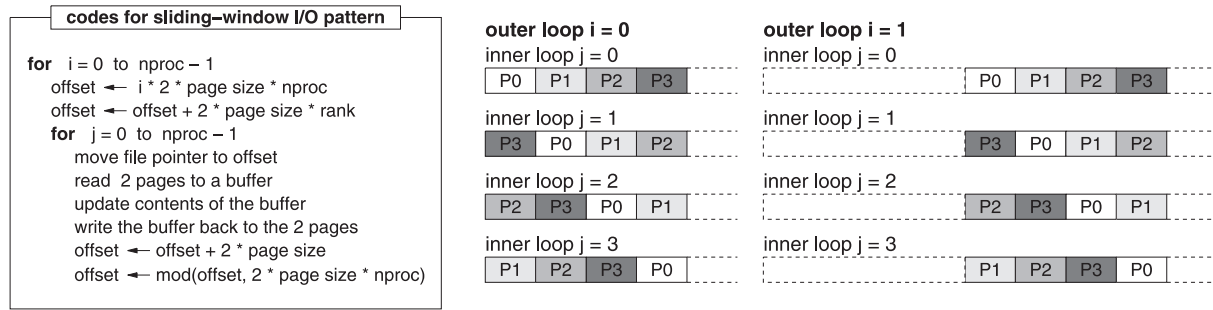 codes for sliding–window I/O pattern
for i = 0 to nproc – 1
offset ← i * 2 * page size * nproc
offset ← offset + 2 * page size * rank
for j = 0 to nproc – 1
move file pointer to offset
read 2 pages to a buffer
update contents of the buffer
write the buffer back to the 2 pages
offset ← offset + 2 * page size
offset ← mod(offset, 2 * page size * nproc)
outer loop i = 0
inner loop j = 0
P0 P1 P2 P3
inner loop j = 1
P3 P0 P1 P2
inner loop j = 2
P2 P3 P0 P1
inner loop j = 3
P1 P2 P3 P0
outer loop i = 1
inner loop j = 0
P0 P1 P2 P3
inner loop j = 1
P3 P0 P1 P2
inner loop j = 2
P2 P3 P0 P1
inner loop j = 3
P1 P2 P3 P0